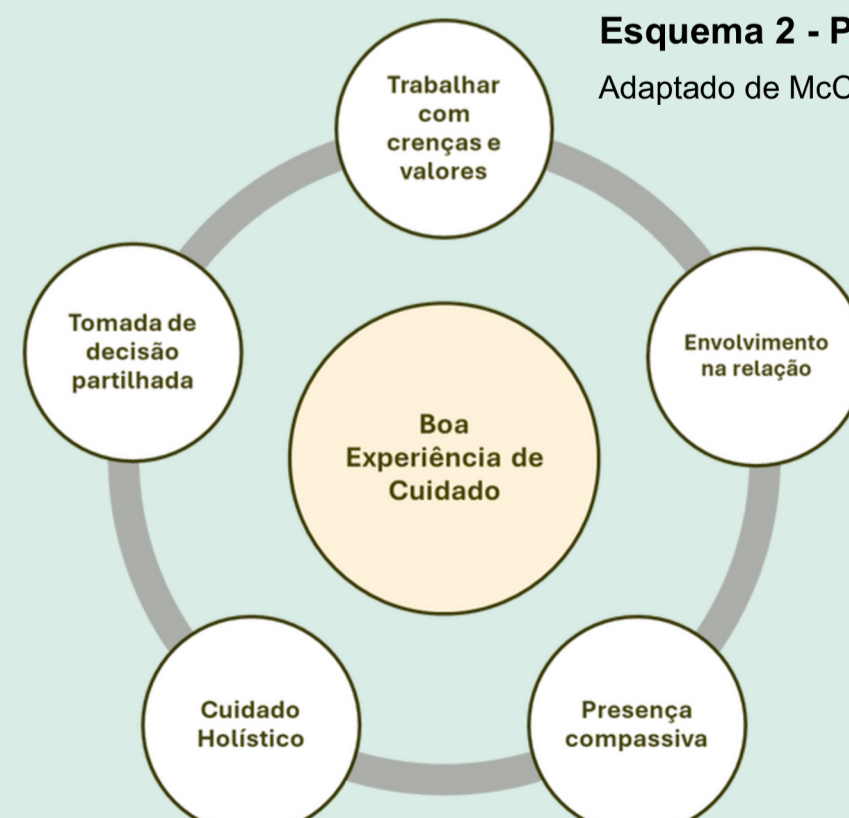 Esquema 2 - P
Adaptado de McC
Trabalhar
com
crenças e
valores
Tomada de
decisão
partilhada
Envolvimento
na relação
Boa
Experiência de
Cuidado
Cuidado
Holístico
Presença
compassiva